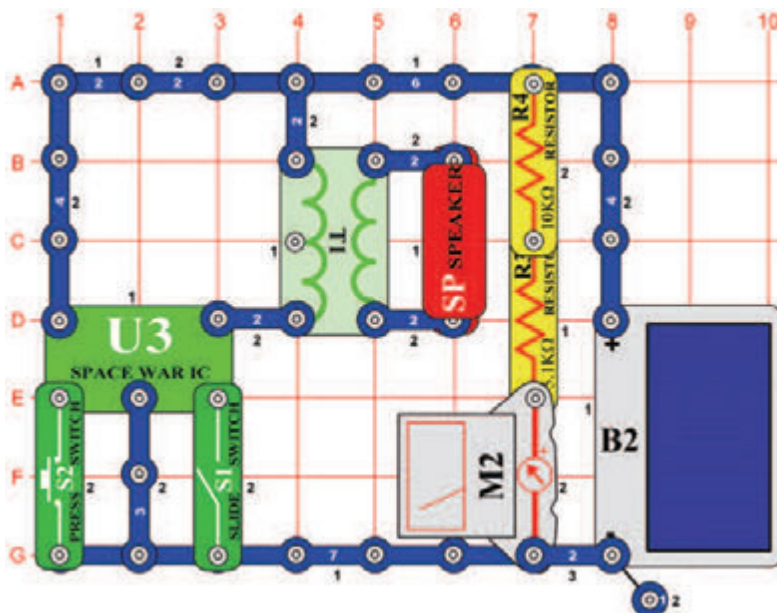 1 2 3 4 5 6 7 8 9 10
1 2 1
A 2 2 6
2 2 R4 RESISTOR
B 2 2
4 2 T1 SP SPEAKER 2 4 2
C 1 1 10KΩ
1 RESISTOR
D U3 2 2 1 +
SPACE WAR IC 2 2 .1KΩ
E 1
S2 PRESS SWITCH 2 S1 SLIDE SWITCH 2 M2 + B2
F 2 2
3
G 7 2 -
1 3
1 2